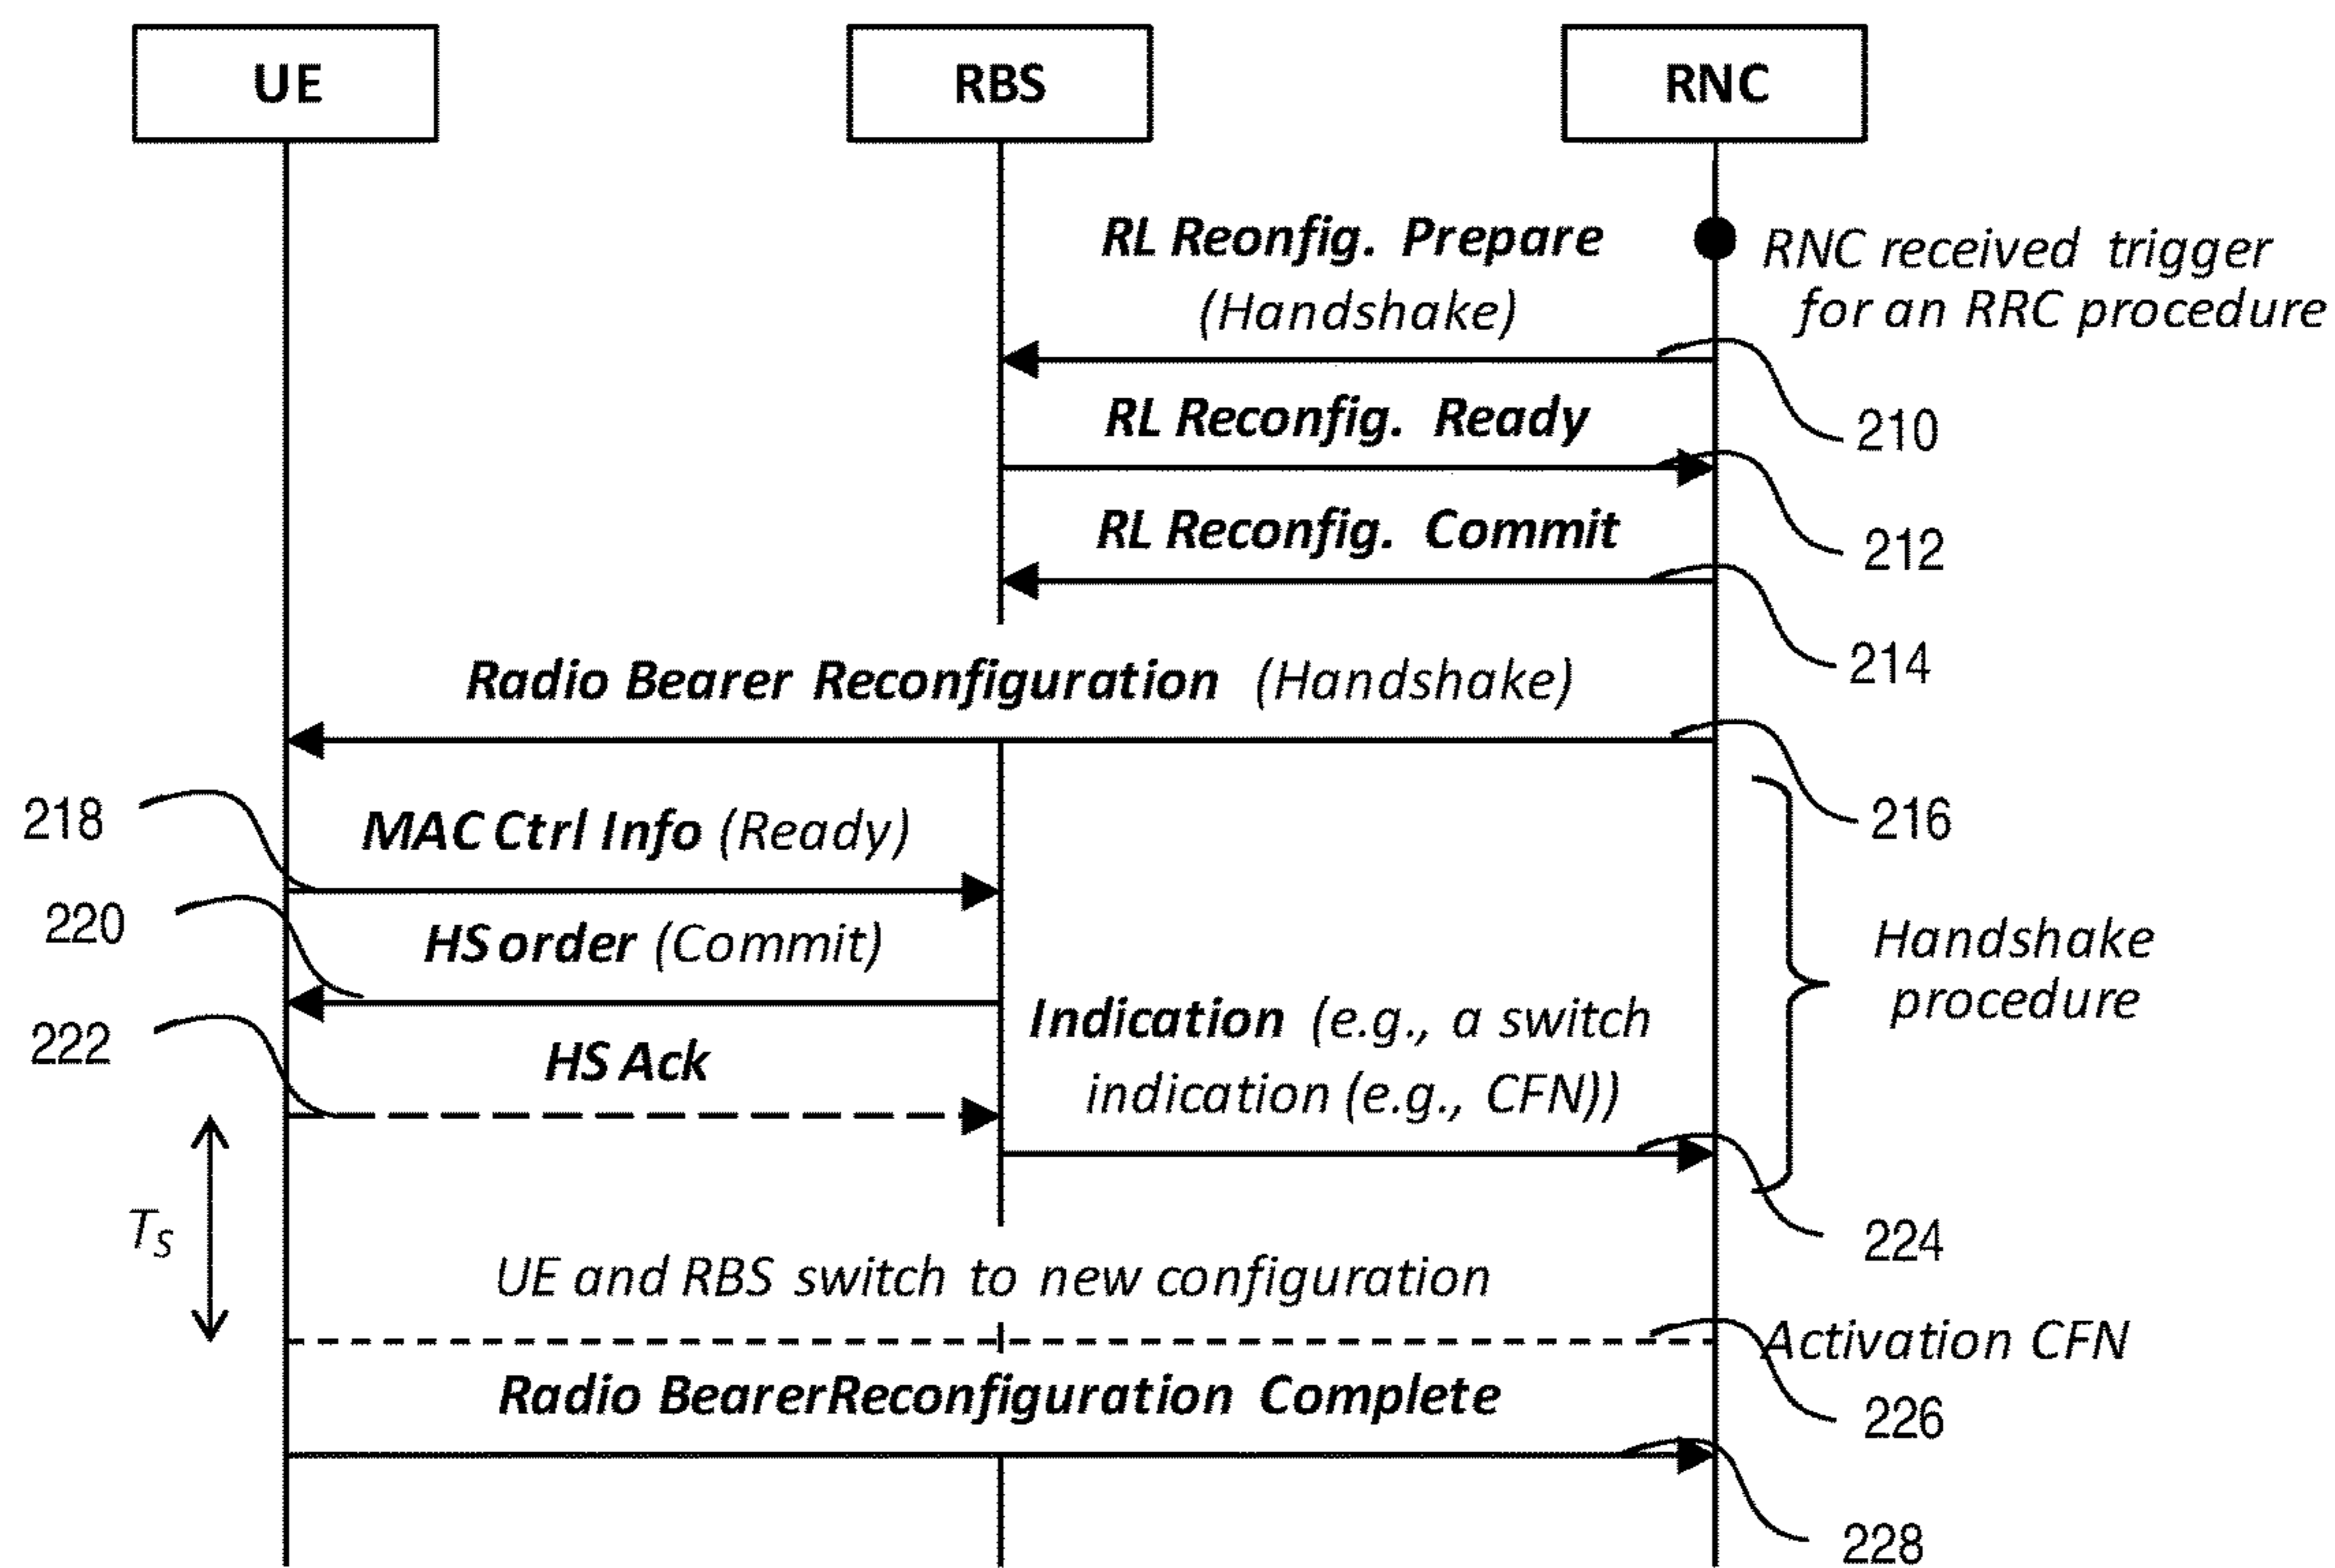 UE
RBS
RNC
RL Reonfig. Prepare
(Handshake)
RNC received trigger
for an RRC procedure
210
RL Reconfig. Ready
212
RL Reconfig. Commit
214
Radio Bearer Reconfiguration (Handshake)
216
218
MAC Ctrl Info (Ready)
220
HS order (Commit)
Handshake
procedure
222
HS Ack
Indication (e.g., a switch
indication (e.g., CFN))
224
TS
UE and RBS switch to new configuration
Activation CFN
226
Radio BearerReconfiguration Complete
228